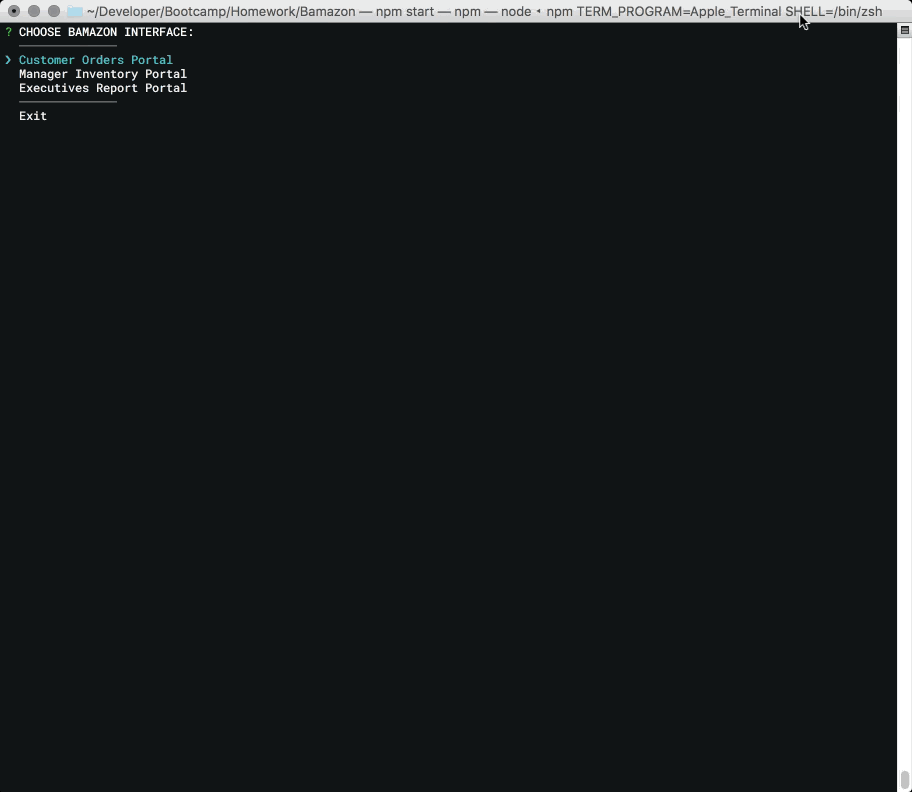 ~/Developer/Bootcamp/Homework/Bamazon — npm start — npm — node ◂ npm TERM_PROGRAM=Apple_Terminal SHELL=/bin/zsh
? CHOOSE BAMAZON INTERFACE:
──────────────
❯ Customer Orders Portal
Manager Inventory Portal
Executives Report Portal
──────────────
Exit